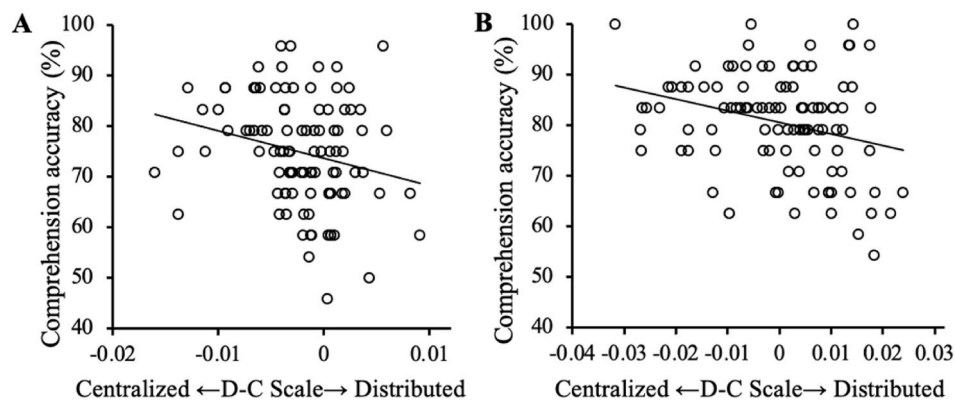 A
Comprehension accuracy (%)
100
90
80
70
60
50
40
-0.02 -0.01 0 0.01
Centralized ←D-C Scale→ Distributed
B
Comprehension accuracy (%)
100
90
80
70
60
50
40
-0.04 -0.03 -0.02 -0.01 0 0.01 0.02 0.03
Centralized ←D-C Scale→ Distributed